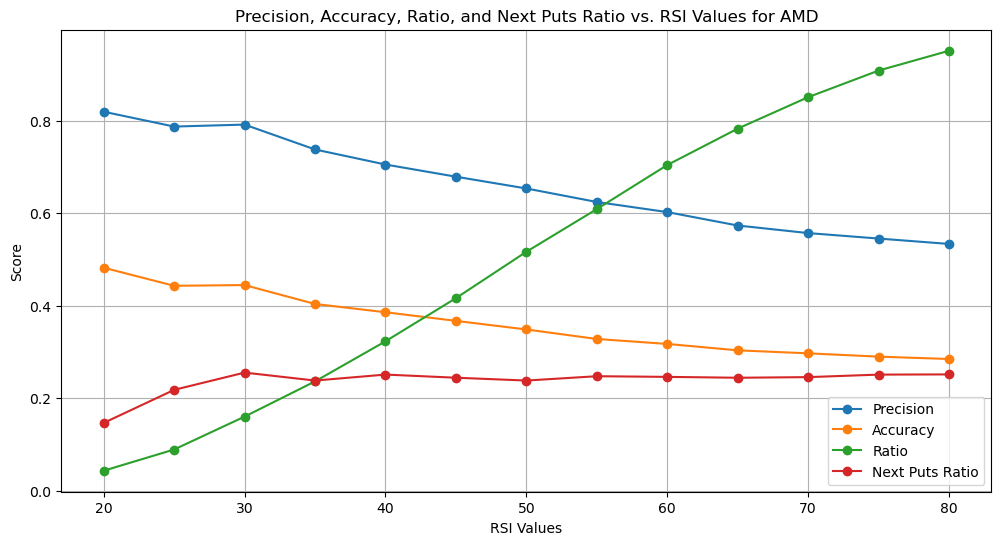 Precision, Accuracy, Ratio, and Next Puts Ratio vs. RSI Values for AMD
Score
0.8
0.6
0.4
0.2
0.0
20 30 40 50 60 70 80
RSI Values
Precision
Accuracy
Ratio
Next Puts Ratio